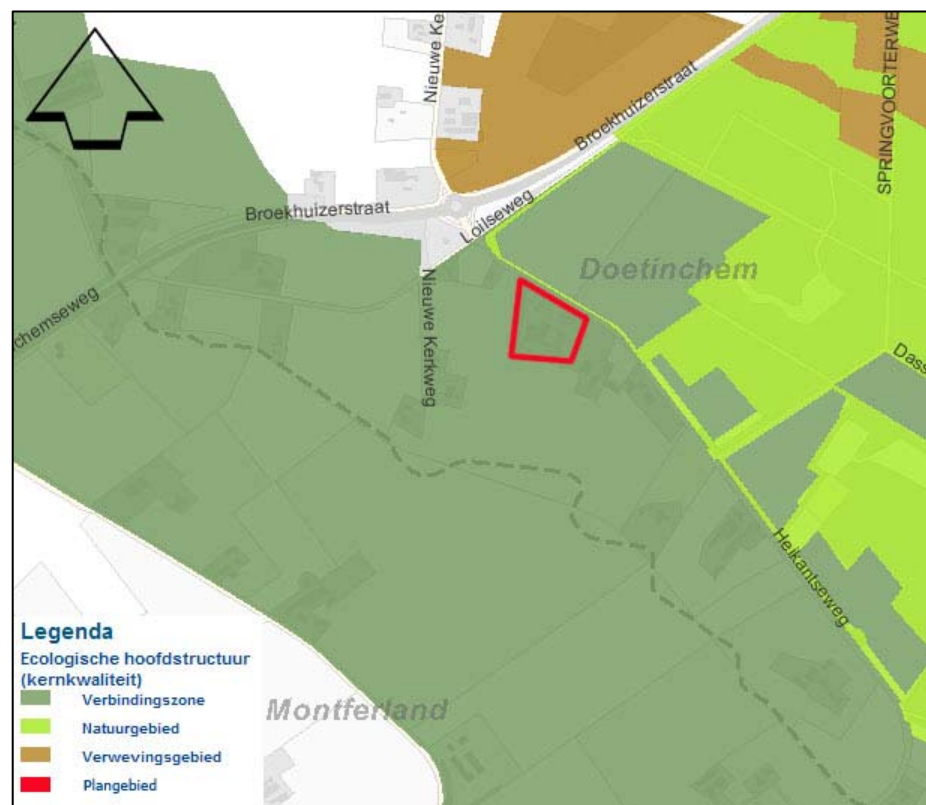 Nieuwe Ke
Broekhuizerstraat
SPRINGVOORTERWE
Broekhuizerstraat
Loilseweg
Doetinchem
chemseweg
Nieuwe Kerkweg
Dass
Heikantseweg
Montferland
Legenda
Ecologische hoofdstructuur
(kernkwaliteit)
Verbindingszone
Natuurgebied
Verwevingsgebied
Plangebied